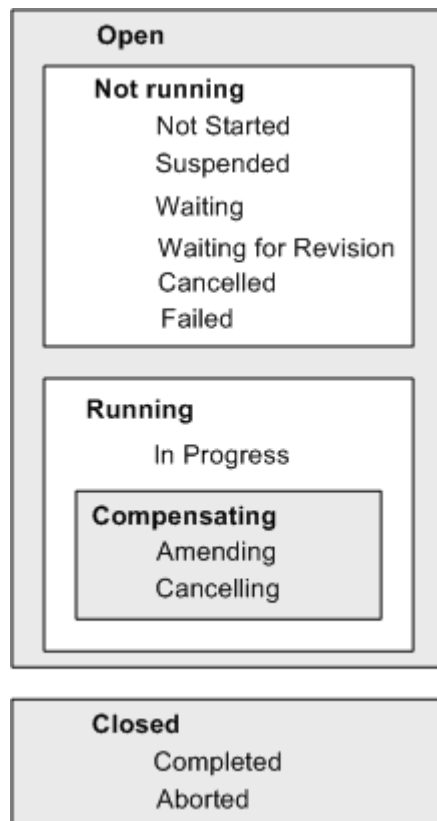 Open
Not running
Not Started
Suspended
Waiting
Waiting for Revision
Cancelled
Failed
Running
In Progress
Compensating
Amending
Cancelling
Closed
Completed
Aborted